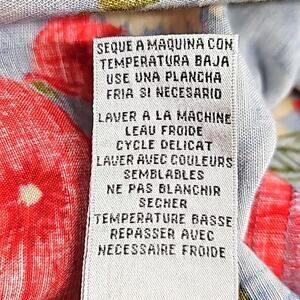 SEQUE A MAQUINA CON
TEMPERATURA BAJA
USE UNA PLANCHA
FRIA SI NECESARIO
LAVER A LA MACHINE
LEAU FROIDE
CYCLE DELICAT
LAVER AVEC COULEURS
SEMBLABLES
NE PAS BLANCHIR
SECHER
TEMPERATURE BASSE
REPASSER AVEC
NECESSAIRE FROIDE